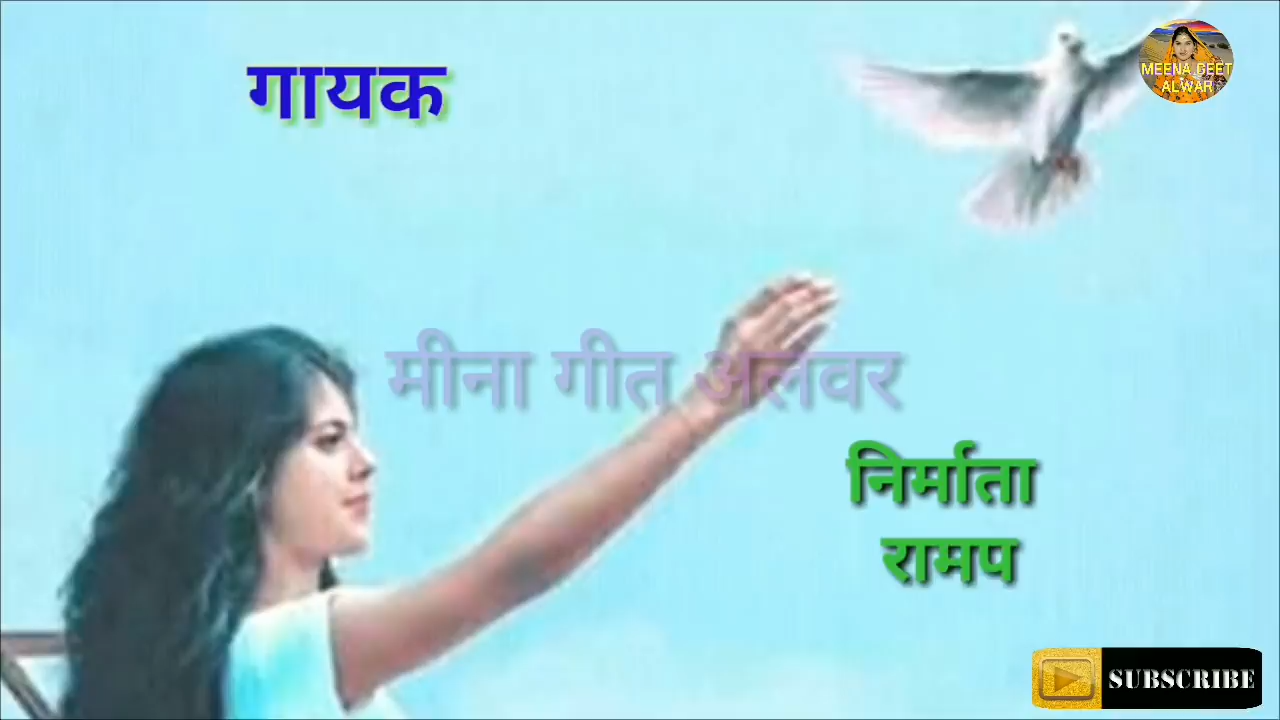 गायक
MEENA GEET
ALWAR
मीना गीत अलवर
निर्माता
रामप
SUBSCRIBE